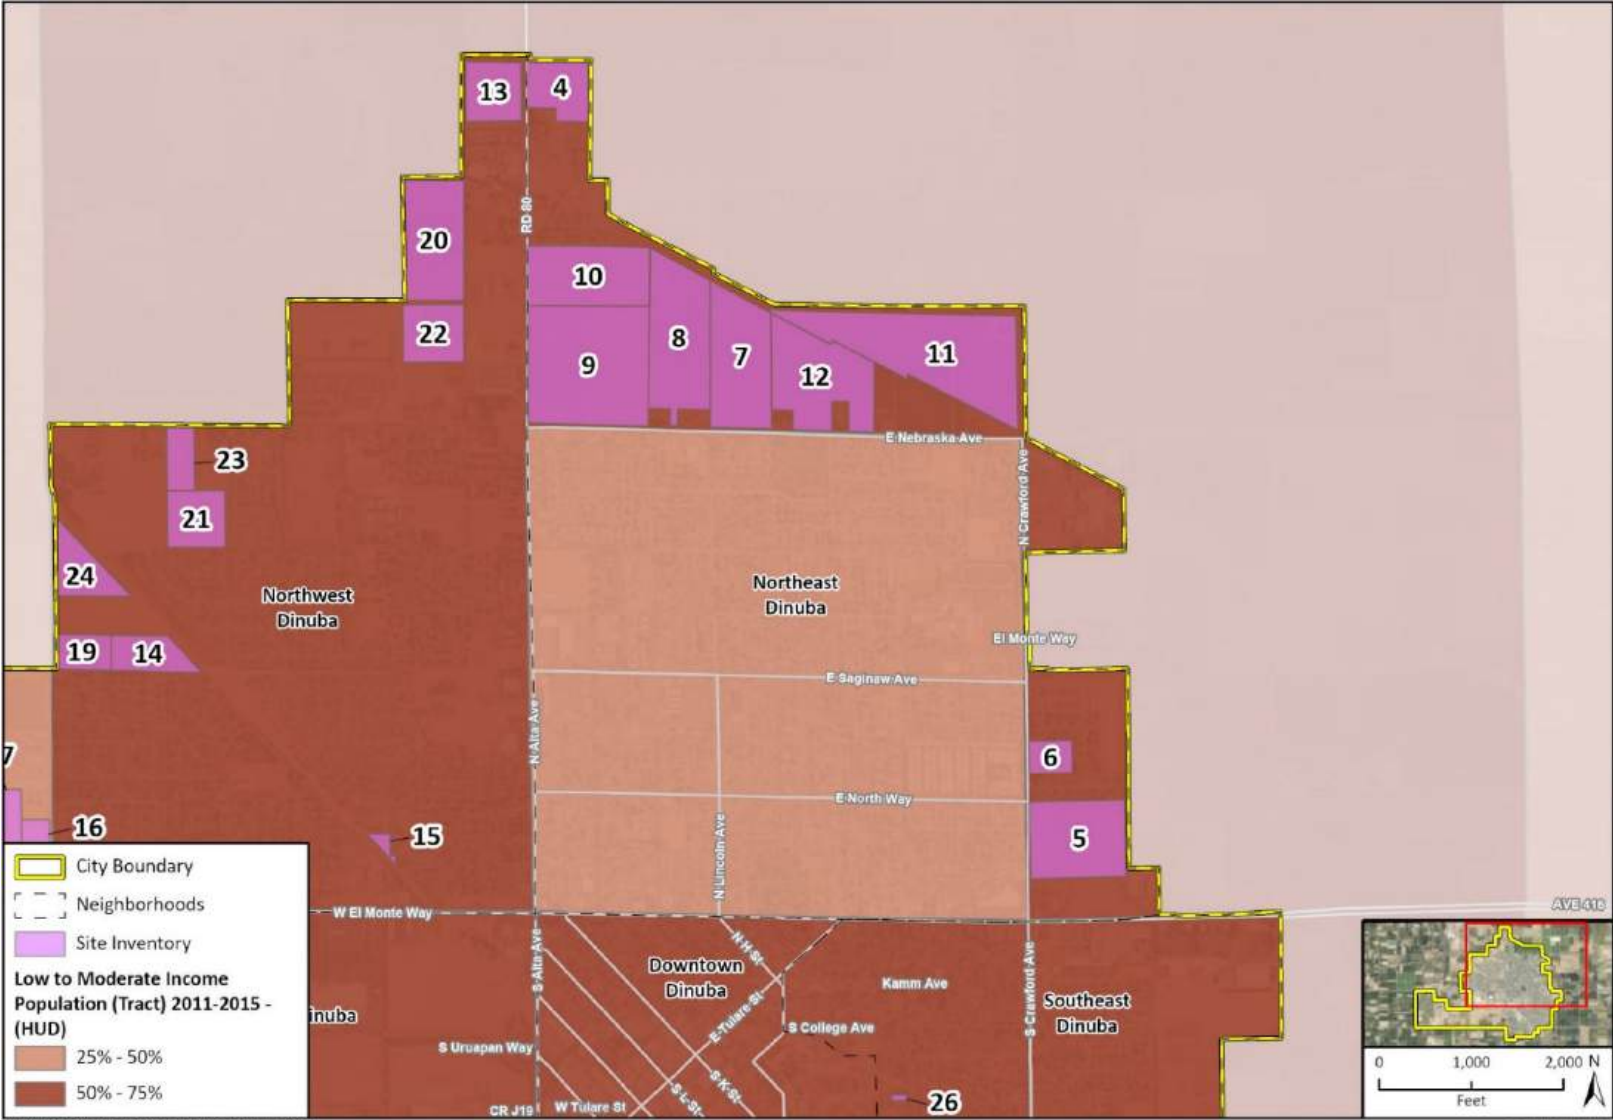 13
4
RD 80
20
10
22
8
7
9
11
12
E Nebraska Ave
23
N Crawford Ave
21
24
Northwest
Dinuba
Northeast
Dinuba
El Monte Way
19
14
E Saginaw Ave
N Alta Ave
7
6
E North Way
16
15
5
N Lincoln Ave
W El Monte Way
AVE 416
City Boundary
Neighborhoods
Site Inventory
Low to Moderate Income
Population (Tract) 2011-2015 -
(HUD)
25% - 50%
50% - 75%
inuba
S Alta Ave
N H St
Downtown
Dinuba
Kamm Ave
E Tulare St
S College Ave
S Crawford Ave
Southeast
Dinuba
S Uruapan Way
S K St
S L St
CR J19
W Tulare St
26
0
1,000
2,000
N
Feet